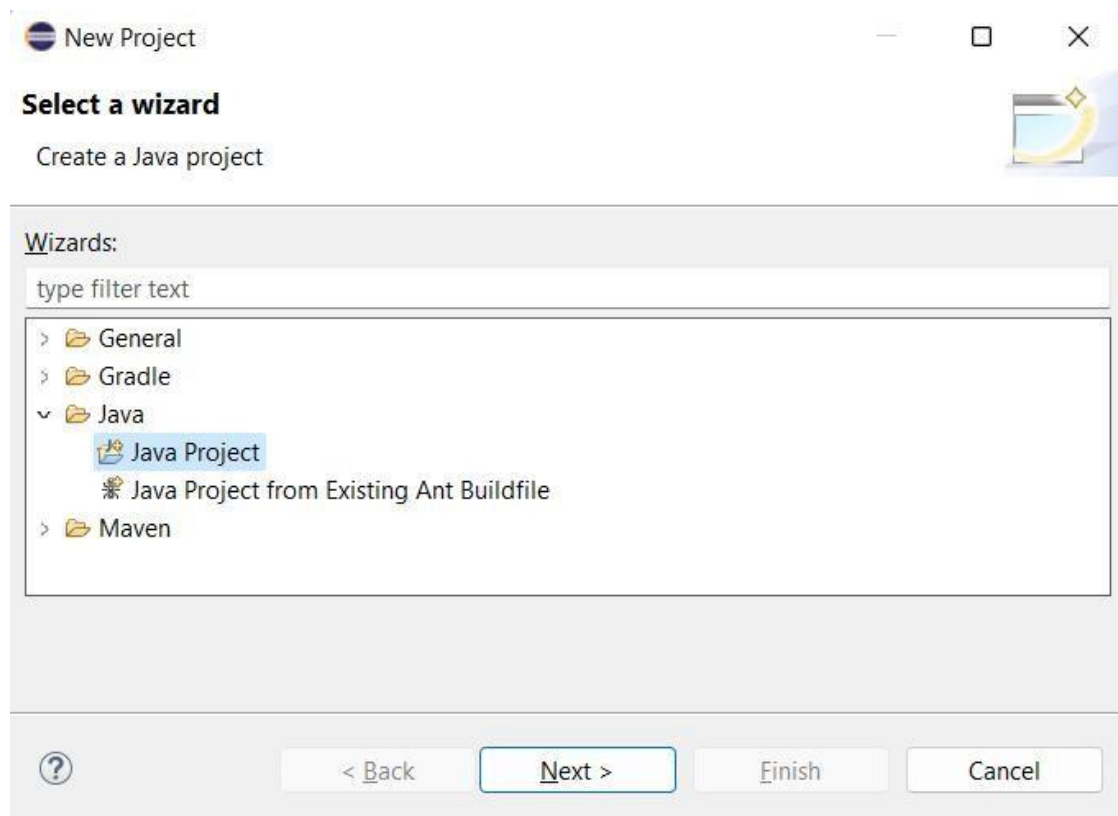 New Project
Select a wizard
Create a Java project
Wizards:
type filter text
General
Gradle
Java
Java Project
Java Project from Existing Ant Buildfile
Maven
? < Back Next > Finish Cancel